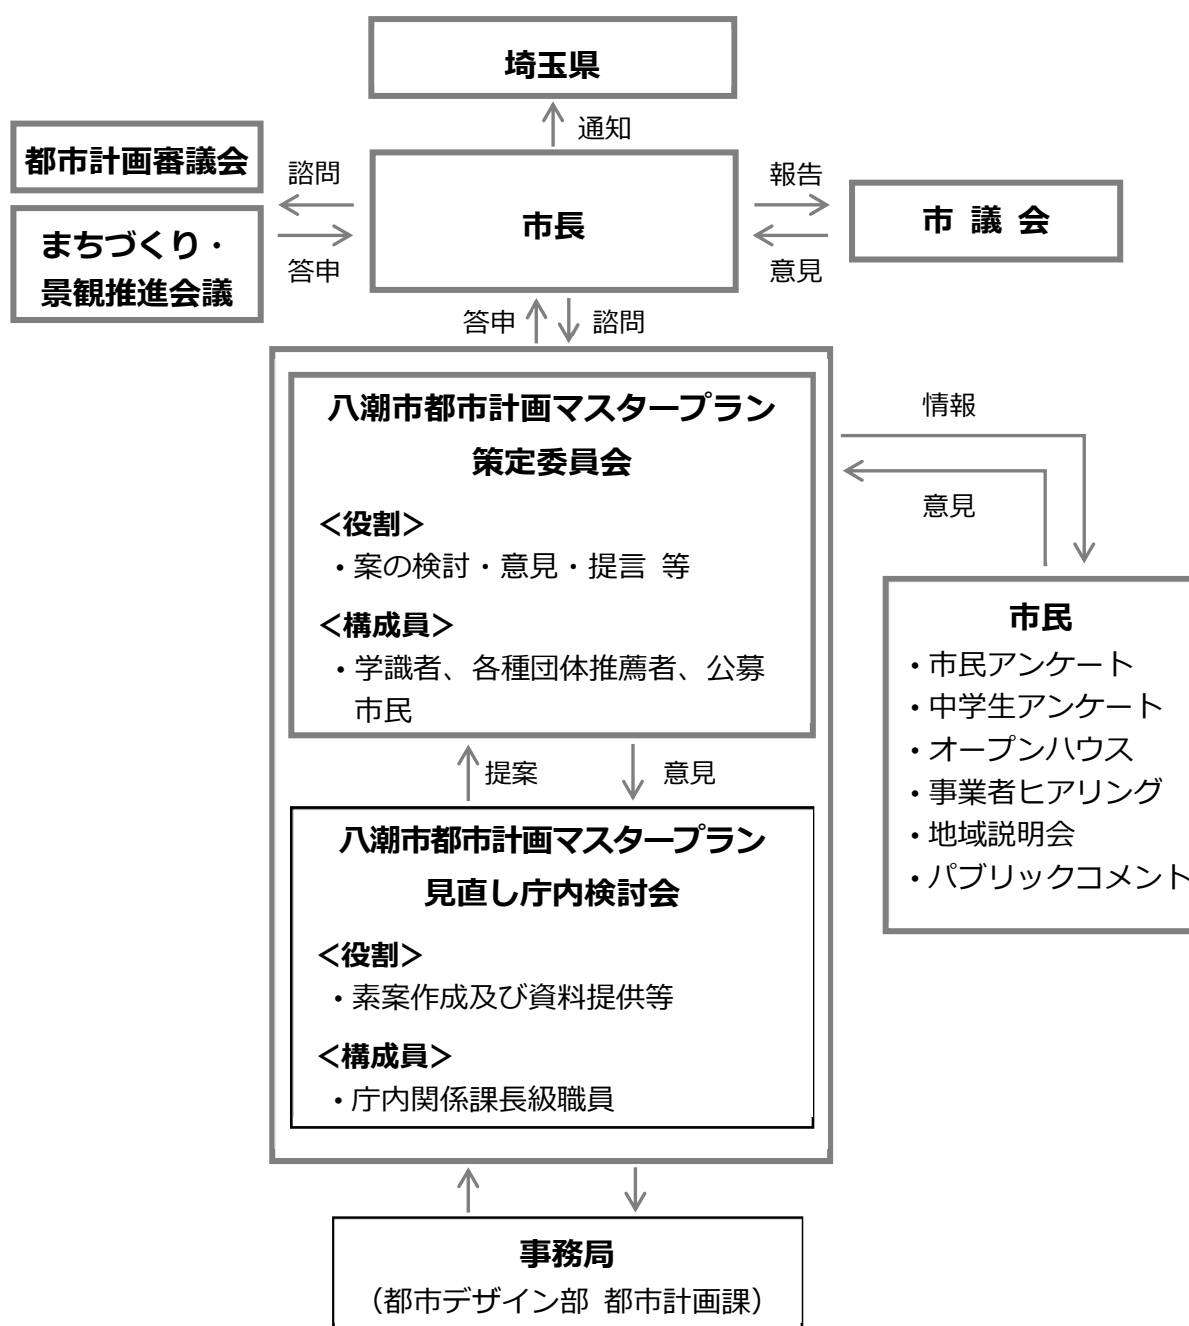 埼玉県
通知
都市計画審議会
まちづくり・
景観推進会議
諮問
答申
市長
報告
意見
市 議 会
答申
諮問
八潮市都市計画マスタープラン
策定委員会
＜役割＞
・案の検討・意見・提言 等
＜構成員＞
・学識者、各種団体推薦者、公募
市民
情報
意見
市民
・市民アンケート
・中学生アンケート
・オープンハウス
・事業者ヒアリング
・地域説明会
・パブリックコメント
提案
意見
八潮市都市計画マスタープラン
見直し庁内検討会
＜役割＞
・素案作成及び資料提供等
＜構成員＞
・庁内関係課長級職員
事務局
（都市デザイン部 都市計画課）